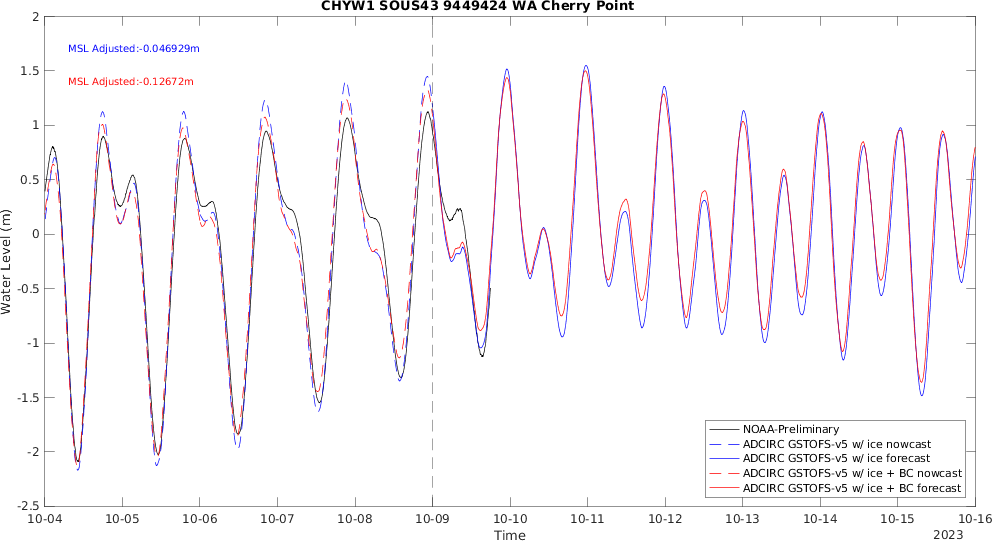 CHYW1 SOUS43 9449424 WA Cherry Point
MSL Adjusted:-0.046929m
MSL Adjusted:-0.12672m
Water Level (m)
2
1.5
1
0.5
0
-0.5
-1
-1.5
-2
-2.5
NOAA-Preliminary
ADCIRC GSTOFS-v5 w/ ice nowcast
ADCIRC GSTOFS-v5 w/ ice forecast
ADCIRC GSTOFS-v5 w/ ice + BC nowcast
ADCIRC GSTOFS-v5 w/ ice + BC forecast
10-04 10-05 10-06 10-07 10-08 10-09 10-10 10-11 10-12 10-13 10-14 10-15 10-16
Time
2023